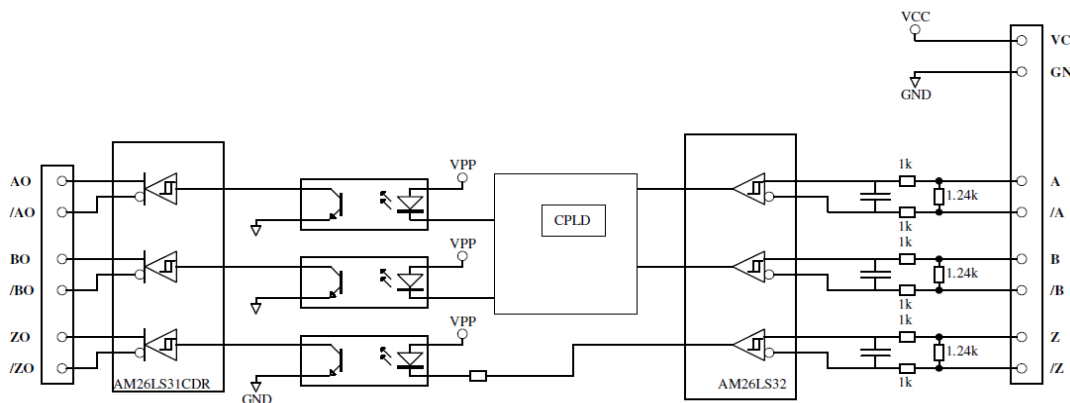 VCC
VC
GN
GND
1k
A
1.24k
/A
1k
1k
B
1.24k
/B
1k
1k
Z
1.24k
/Z
1k
AM26LS32
CPLD
VPP
VPP
VPP
GND
AM26LS31CDR
AO
/AO
BO
/BO
ZO
/ZO